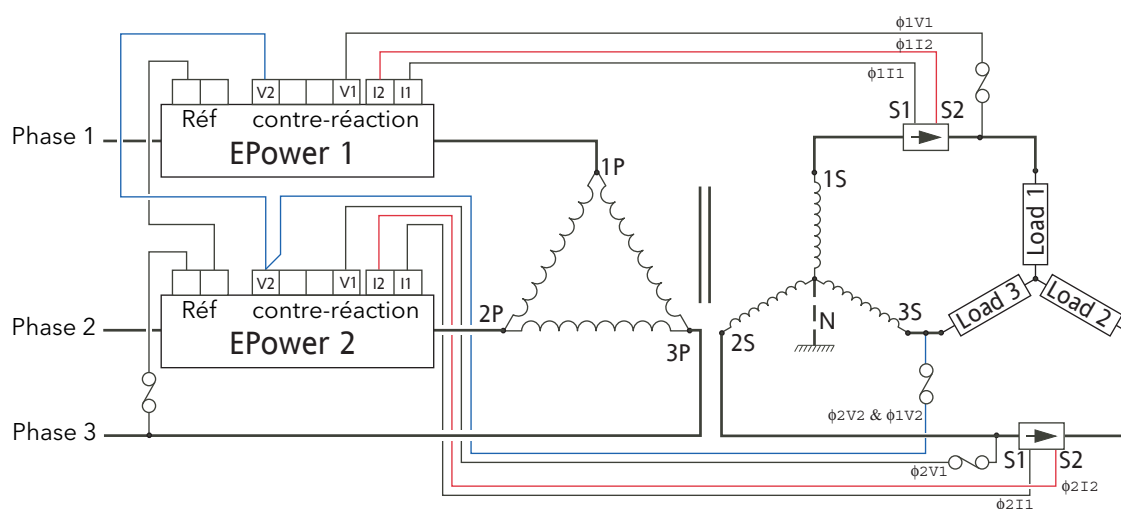 ϕ1V1
ϕ1I2
ϕ1I1
V2 V1 I2 I1
S1 S2
Réf contre-réaction
Phase 1
EPower 1
1P
1S
Load 1
V2 V1 I2 I1
Réf contre-réaction
Phase 2
EPower 2
2P
3P
2S
N
3S
Load 3
Load 2
ϕ2V2 & ϕ1V2
Phase 3
ϕ2V1
S1 S2
ϕ2I2
ϕ2I1